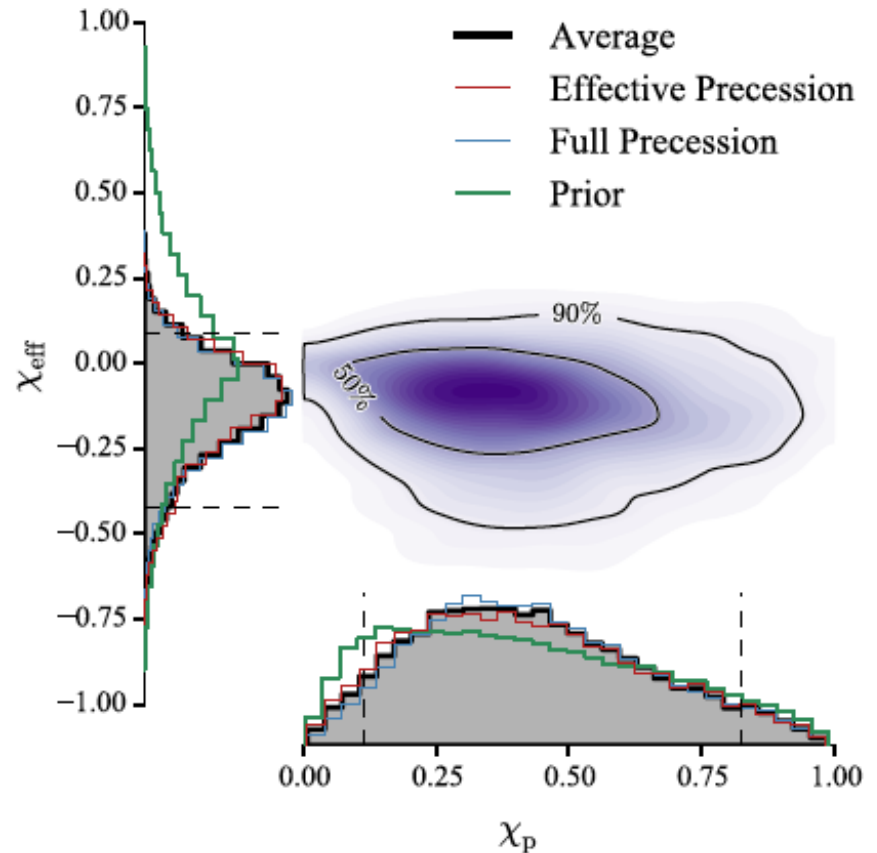 1.00
0.75
0.50
0.25
0.00
−0.25
−0.50
−0.75
−1.00
χeff
Average
Effective Precession
Full Precession
Prior
90%
50%
0.00 0.25 0.50 0.75 1.00
χp